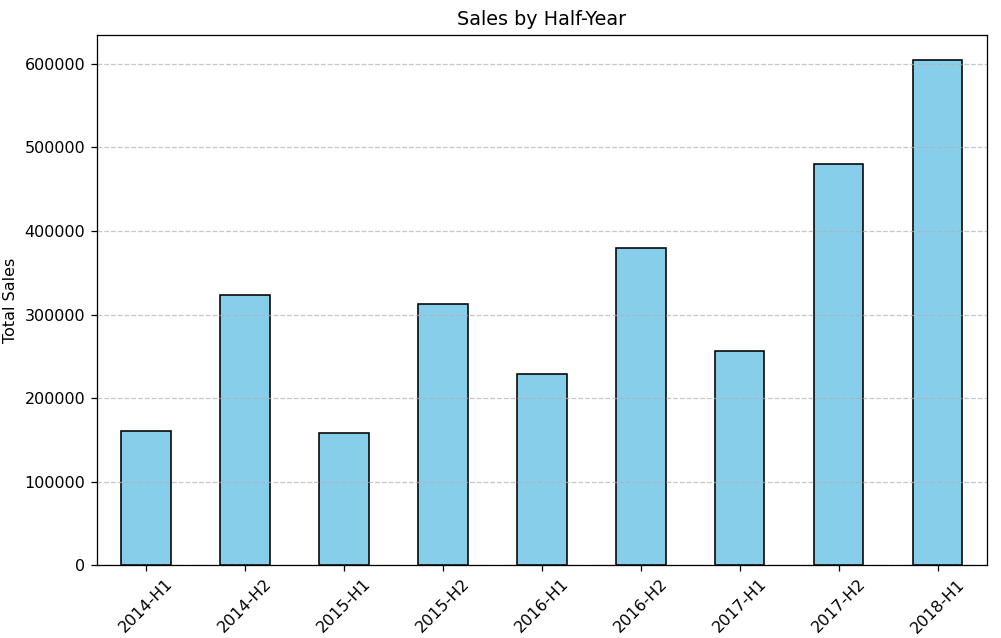 Sales by Half-Year
Total Sales
600000
500000
400000
300000
200000
100000
0
2014-H1
2014-H2
2015-H1
2015-H2
2016-H1
2016-H2
2017-H1
2017-H2
2018-H1